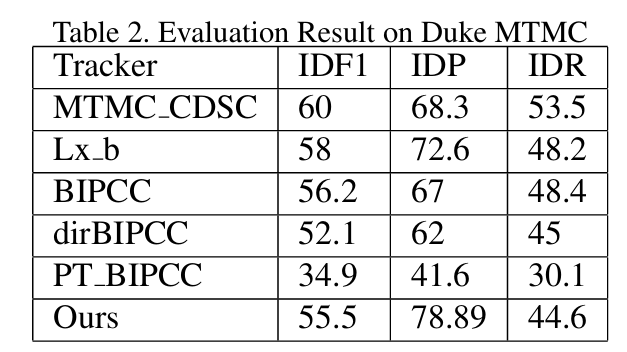 Table 2. Evaluation Result on Duke MTMC
Tracker IDF1 IDP IDR
MTMC_CDSC 60 68.3 53.5
Lx_b 58 72.6 48.2
BIPCC 56.2 67 48.4
dirBIPCC 52.1 62 45
PT_BIPCC 34.9 41.6 30.1
Ours 55.5 78.89 44.6